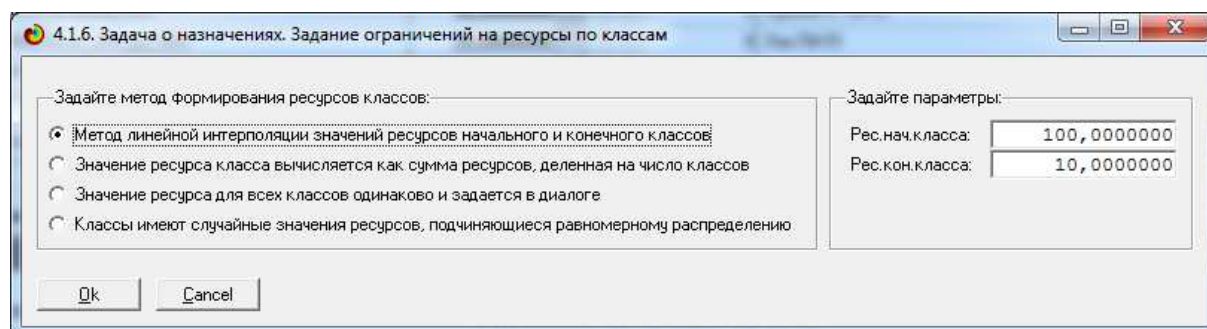 4.1.6. Задача о назначениях. Задание ограничений на ресурсы по классам
Задайте метод формирования ресурсов классов:
Метод линейной интерполяции значений ресурсов начального и конечного классов
Значение ресурса класса вычисляется как сумма ресурсов, деленная на число классов
Значение ресурса для всех классов одинаково и задается в диалоге
Классы имеют случайные значения ресурсов, подчиняющиеся равномерному распределению
Задайте параметры:
Рес.нач.класса: 100,0000000
Рес.кон.класса: 10,0000000
Ok Cancel